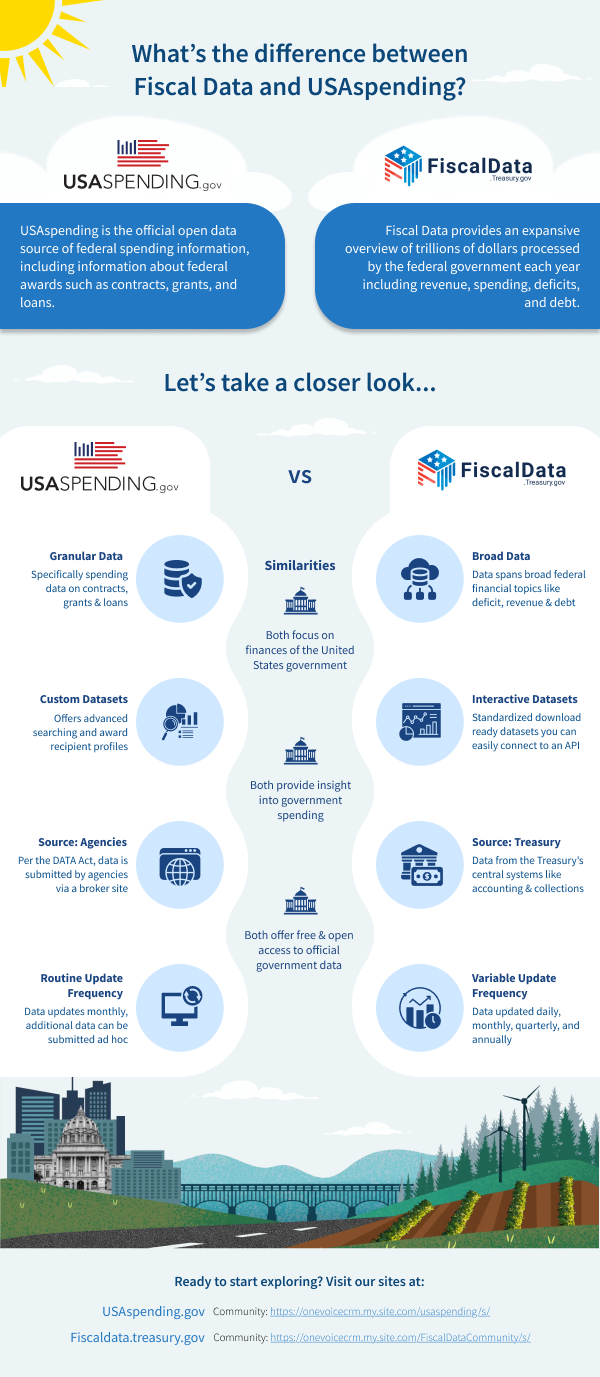 What's the difference between
Fiscal Data and USAspending?
USASPENDING.gov
FiscalData
.Treasury.gov
USAspending is the official open data
source of federal spending information,
including information about federal
awards such as contracts, grants, and
loans.
Fiscal Data provides an expansive
overview of trillions of dollars processed
by the federal government each year
including revenue, spending, deficits,
and debt.
Let's take a closer look...
USASPENDING.gov
VS
FiscalData
.Treasury.gov
Granular Data
Specifically spending
data on contracts,
grants & loans
Similarities
Both focus on
finances of the United
States government
Broad Data
Data spans broad federal
financial topics like
deficit, revenue & debt
Custom Datasets
Offers advanced
searching and award
recipient profiles
Both provide insight
into government
spending
Interactive Datasets
Standardized download
ready datasets you can
easily connect to an API
Source: Agencies
Per the DATA Act, data is
submitted by agencies
via a broker site
Both offer free & open
access to official
government data
Source: Treasury
Data from the Treasury's
central systems like
accounting & collections
Routine Update
Frequency
Data updates monthly,
additional data can be
submitted ad hoc
Variable Update
Frequency
Data updated daily,
monthly, quarterly, and
annually
Ready to start exploring? Visit our sites at:
USAspending.gov Community: https://onevoicecrm.my.site.com/usaspending/s/
Fiscaldata.treasury.gov Community: https://onevoicecrm.my.site.com/FiscalDataCommunity/s/